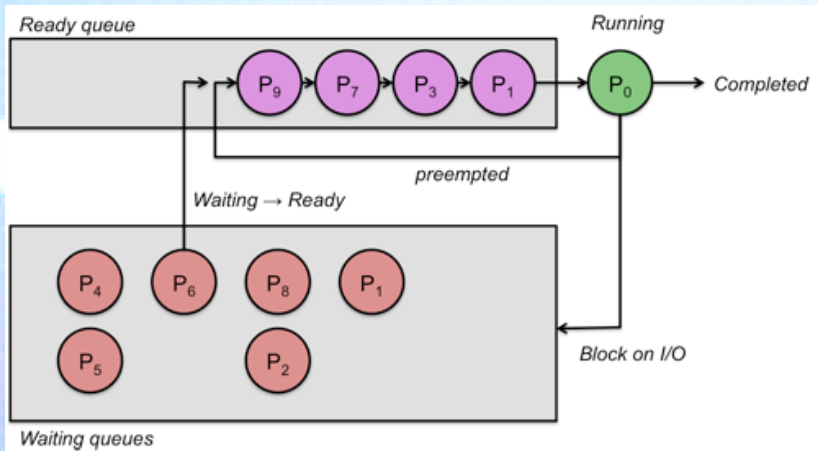 Ready queue
Running
P9 P7 P3 P1 P0
Completed
preempted
Waiting → Ready
P4 P6 P8 P1
P5 P2
Block on I/O
Waiting queues